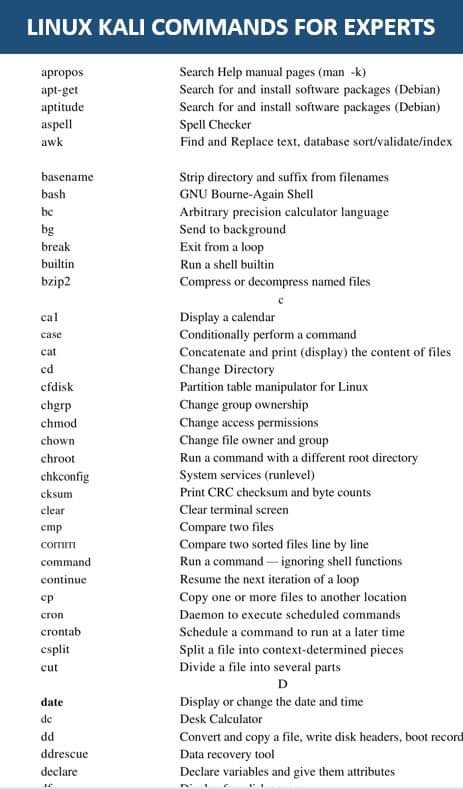 LINUX KALI COMMANDS FOR EXPERTS
apropos Search Help manual pages (man -k)
apt-get Search for and install software packages (Debian)
aptitude Search for and install software packages (Debian)
aspell Spell Checker
awk Find and Replace text, database sort/validate/index
basename Strip directory and suffix from filenames
bash GNU Bourne-Again Shell
bc Arbitrary precision calculator language
bg Send to background
break Exit from a loop
builtin Run a shell builtin
bzip2 Compress or decompress named files
c
ca1 Display a calendar
case Conditionally perform a command
cat Concatenate and print (display) the content of files
cd Change Directory
cfdisk Partition table manipulator for Linux
chgrp Change group ownership
chmod Change access permissions
chown Change file owner and group
chroot Run a command with a different root directory
chkconfig System services (runlevel)
cksum Print CRC checksum and byte counts
clear Clear terminal screen
cmp Compare two files
comm Compare two sorted files line by line
command Run a command — ignoring shell functions
continue Resume the next iteration of a loop
cp Copy one or more files to another location
cron Daemon to execute scheduled commands
crontab Schedule a command to run at a later time
csplit Split a file into context-determined pieces
cut Divide a file into several parts
D
date Display or change the date and time
dc Desk Calculator
dd Convert and copy a file, write disk headers, boot record
ddrescue Data recovery tool
declare Declare variables and give them attributes